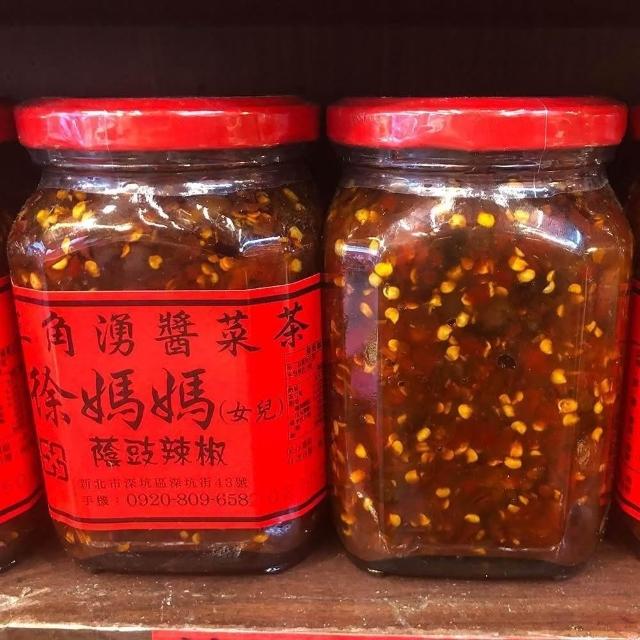 三角湧醬菜茶
徐媽媽(女兒)
蔭豉辣椒
新北市深坑區深坑街43號
手機：0920-809-658